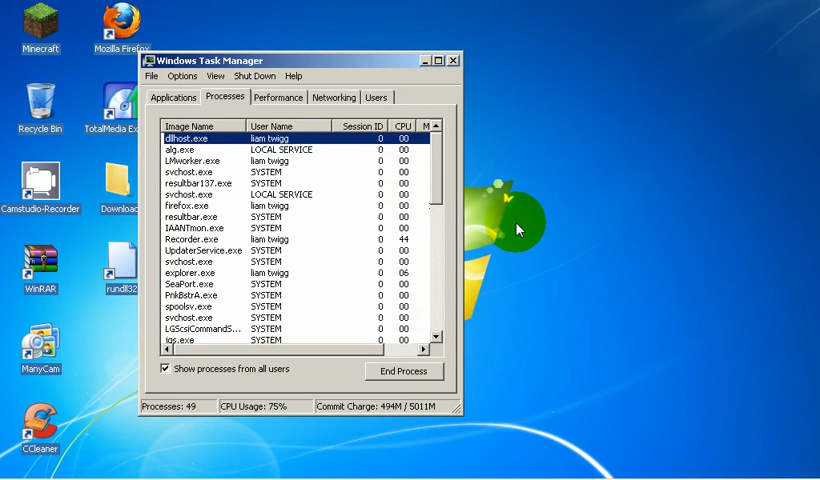 Minecraft
Mozilla Firefox
Recycle Bin
TotalMedia Ex
Camstudio-Recorder
Download
WinRAR
rundll32
ManyCam
CCleaner
Windows Task Manager
File Options View Shut Down Help
Applications Processes Performance Networking Users
Image Name User Name Session ID CPU M
dllhost.exe liam twigg 0 00
alg.exe LOCAL SERVICE 0 00
LMworker.exe liam twigg 0 00
svchost.exe SYSTEM 0 00
resultbar137.exe SYSTEM 0 00
svchost.exe LOCAL SERVICE 0 00
firefox.exe liam twigg 0 00
resultbar.exe SYSTEM 0 00
IAANTmon.exe SYSTEM 0 00
Recorder.exe liam twigg 0 44
UpdaterService.exe SYSTEM 0 00
svchost.exe SYSTEM 0 00
explorer.exe liam twigg 0 06
SeaPort.exe SYSTEM 0 00
PnkBstrA.exe SYSTEM 0 00
spoolsv.exe SYSTEM 0 00
svchost.exe SYSTEM 0 00
LGScsiCommandS... SYSTEM 0 00
jqs.exe SYSTEM 0 00
Show processes from all users
End Process
Processes: 49 CPU Usage: 75% Commit Charge: 494M / 5011M